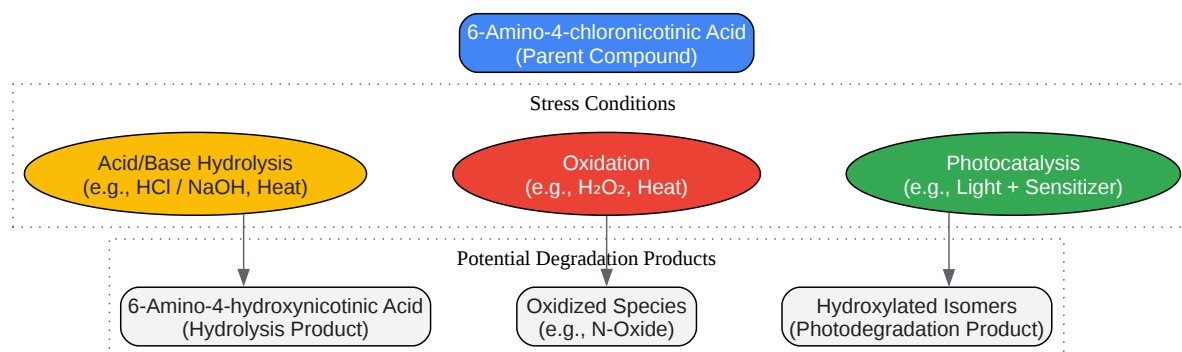 6-Amino-4-chloronicotinic Acid
(Parent Compound)
Stress Conditions
Acid/Base Hydrolysis
(e.g., HCl / NaOH, Heat)
Oxidation
(e.g., H₂O₂, Heat)
Photocatalysis
(e.g., Light + Sensitizer)
Potential Degradation Products
6-Amino-4-hydroxynicotinic Acid
(Hydrolysis Product)
Oxidized Species
(e.g., N-Oxide)
Hydroxylated Isomers
(Photodegradation Product)